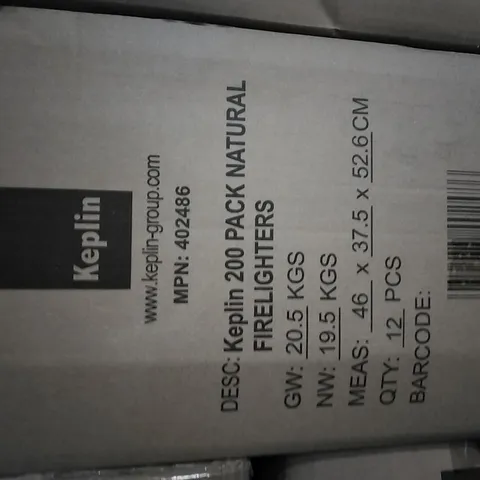 Keplin
www.keplin-group.com
MPN: 402486
DESC: Keplin 200 PACK NATURAL
FIRELIGHTERS
GW: 20.5 KGS
NW: 19.5 KGS
MEAS: 46 x 37.5 x 52.6 CM
QTY: 12 PCS
BARCODE: